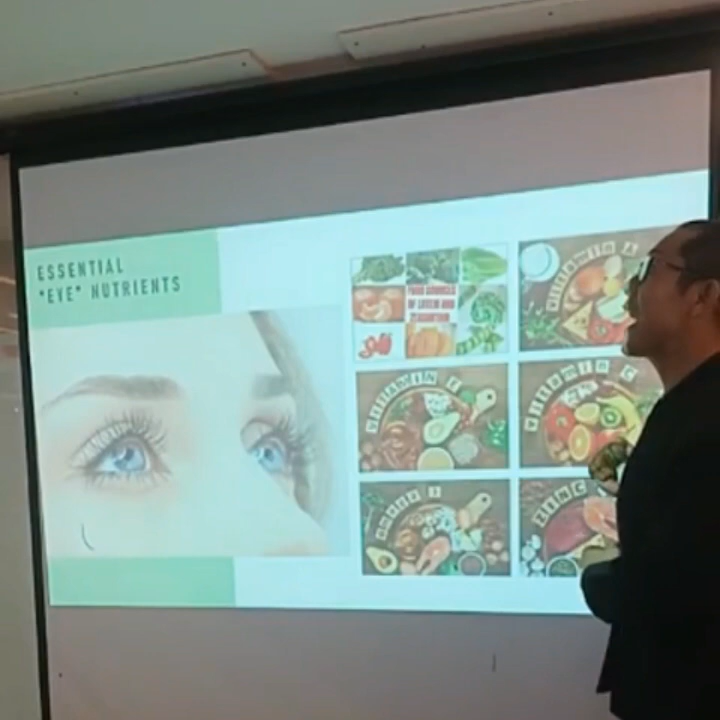 ESSENTIAL
"EYE" NUTRIENTS
FOOD SOURCES
OF LUTEIN AND
ZEAXANTHIN
VITAMIN A
VITAMIN E
VITAMIN C
OMEGA 3
ZINC